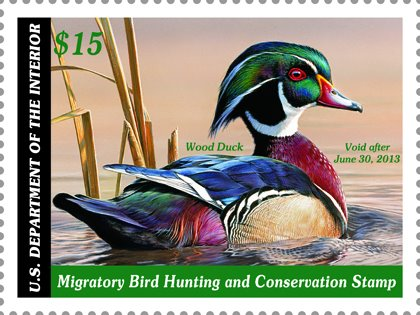 $15
U.S. DEPARTMENT OF THE INTERIOR
Wood Duck
Void after
June 30, 2013
Migratory Bird Hunting and Conservation Stamp